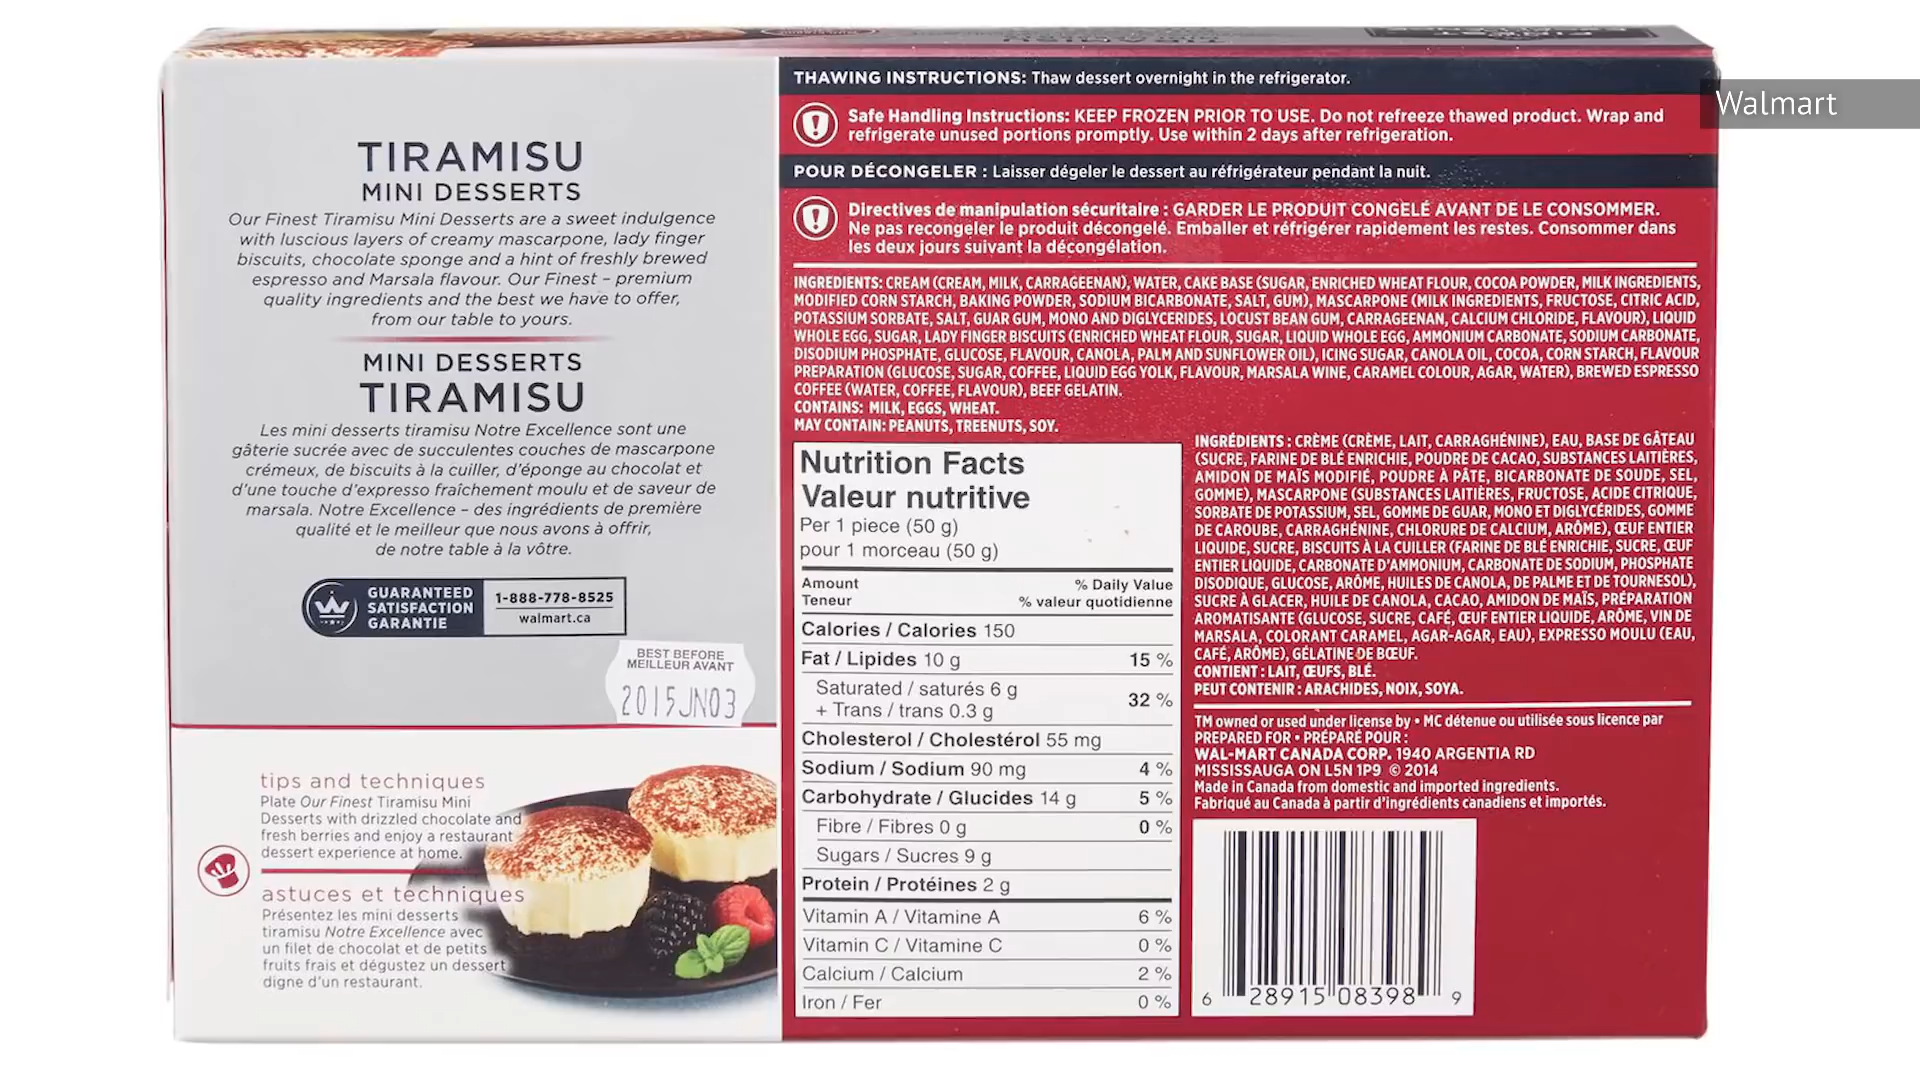 Walmart
TIRAMISU
MINI DESSERTS
Our Finest Tiramisu Mini Desserts are a sweet indulgence
with luscious layers of creamy mascarpone, lady finger
biscuits, chocolate sponge and a hint of freshly brewed
espresso and Marsala flavour. Our Finest – premium
quality ingredients and the best we have to offer,
from our table to yours.
MINI DESSERTS
TIRAMISU
Les mini desserts tiramisu Notre Excellence sont une
gâterie sucrée avec de succulentes couches de mascarpone
crémeux, de biscuits à la cuiller, d'éponge au chocolat et
d'une touche d'expresso fraîchement moulu et de saveur de
marsala. Notre Excellence – des ingrédients de première
qualité et le meilleur que nous avons à offrir,
de notre table à la vôtre.
GUARANTEED
SATISFACTION
GARANTIE
1-888-778-8525
walmart.ca
BEST BEFORE
MEILLEUR AVANT
2015JN03
tips and techniques
Plate Our Finest Tiramisu Mini
Desserts with drizzled chocolate and
fresh berries and enjoy a restaurant
dessert experience at home.
astuces et techniques
Présentez les mini desserts
tiramisu Notre Excellence avec
un filet de chocolat et de petits
fruits frais et dégustez un dessert
digne d'un restaurant.
THAWING INSTRUCTIONS: Thaw dessert overnight in the refrigerator.
Safe Handling Instructions: KEEP FROZEN PRIOR TO USE. Do not refreeze thawed product. Wrap and
refrigerate unused portions promptly. Use within 2 days after refrigeration.
POUR DÉCONGELER : Laisser dégeler le dessert au réfrigérateur pendant la nuit.
Directives de manipulation sécuritaire : GARDER LE PRODUIT CONGELÉ AVANT DE LE CONSOMMER.
Ne pas recongeler le produit décongelé. Emballer et réfrigérer rapidement les restes. Consommer dans
les deux jours suivant la décongélation.
INGREDIENTS: CREAM (CREAM, MILK, CARRAGEENAN), WATER, CAKE BASE (SUGAR, ENRICHED WHEAT FLOUR, COCOA POWDER, MILK INGREDIENTS,
MODIFIED CORN STARCH, BAKING POWDER, SODIUM BICARBONATE, SALT, GUM), MASCARPONE (MILK INGREDIENTS, FRUCTOSE, CITRIC ACID,
POTASSIUM SORBATE, SALT, GUAR GUM, MONO AND DIGLYCERIDES, LOCUST BEAN GUM, CARRAGEENAN, CALCIUM CHLORIDE, FLAVOUR), LIQUID
WHOLE EGG, SUGAR, LADY FINGER BISCUITS (ENRICHED WHEAT FLOUR, SUGAR, LIQUID WHOLE EGG, AMMONIUM CARBONATE, SODIUM CARBONATE,
DISODIUM PHOSPHATE, GLUCOSE, FLAVOUR, CANOLA, PALM AND SUNFLOWER OIL), ICING SUGAR, CANOLA OIL, COCOA, CORN STARCH, FLAVOUR
PREPARATION (GLUCOSE, SUGAR, COFFEE, LIQUID EGG YOLK, FLAVOUR, MARSALA WINE, CARAMEL COLOUR, AGAR, WATER), BREWED ESPRESSO
COFFEE (WATER, COFFEE, FLAVOUR), BEEF GELATIN.
CONTAINS: MILK, EGGS, WHEAT.
MAY CONTAIN: PEANUTS, TREENUTS, SOY.
Nutrition Facts
Valeur nutritive
Per 1 piece (50 g)
pour 1 morceau (50 g)
Amount % Daily Value
Teneur % valeur quotidienne
Calories / Calories 150
Fat / Lipides 10 g 15 %
Saturated / saturés 6 g
+ Trans / trans 0.3 g 32 %
Cholesterol / Cholestérol 55 mg
Sodium / Sodium 90 mg 4 %
Carbohydrate / Glucides 14 g 5 %
Fibre / Fibres 0 g 0 %
Sugars / Sucres 9 g
Protein / Protéines 2 g
Vitamin A / Vitamine A 6 %
Vitamin C / Vitamine C 0 %
Calcium / Calcium 2 %
Iron / Fer 0 %
INGRÉDIENTS : CRÈME (CRÈME, LAIT, CARRAGHÉNINE), EAU, BASE DE GÂTEAU
(SUCRE, FARINE DE BLÉ ENRICHIE, POUDRE DE CACAO, SUBSTANCES LAITIÈRES,
AMIDON DE MAÏS MODIFIÉ, POUDRE À PÂTE, BICARBONATE DE SOUDE, SEL,
GOMME), MASCARPONE (SUBSTANCES LAITIÈRES, FRUCTOSE, ACIDE CITRIQUE,
SORBATE DE POTASSIUM, SEL, GOMME DE GUAR, MONO ET DIGLYCÉRIDES, GOMME
DE CAROUBE, CARRAGHÉNINE, CHLORURE DE CALCIUM, ARÔME), ŒUF ENTIER
LIQUIDE, SUCRE, BISCUITS À LA CUILLER (FARINE DE BLÉ ENRICHIE, SUCRE, ŒUF
ENTIER LIQUIDE, CARBONATE D'AMMONIUM, CARBONATE DE SODIUM, PHOSPHATE
DISODIQUE, GLUCOSE, ARÔME, HUILES DE CANOLA, DE PALME ET DE TOURNESOL),
SUCRE À GLACER, HUILE DE CANOLA, CACAO, AMIDON DE MAÏS, PRÉPARATION
AROMATISANTE (GLUCOSE, SUCRE, CAFÉ, ŒUF ENTIER LIQUIDE, ARÔME, VIN DE
MARSALA, COLORANT CARAMEL, AGAR-AGAR, EAU), EXPRESSO MOULU (EAU,
CAFÉ, ARÔME), GÉLATINE DE BŒUF.
CONTIENT : LAIT, ŒUFS, BLÉ.
PEUT CONTENIR : ARACHIDES, NOIX, SOYA.
TM owned or used under license by • MC détenue ou utilisée sous licence par
PREPARED FOR • PRÉPARÉ POUR :
WAL-MART CANADA CORP. 1940 ARGENTIA RD
MISSISSAUGA ON L5N 1P9 © 2014
Made in Canada from domestic and imported ingredients.
Fabriqué au Canada à partir d'ingrédients canadiens et importés.
6 28915 08398 9